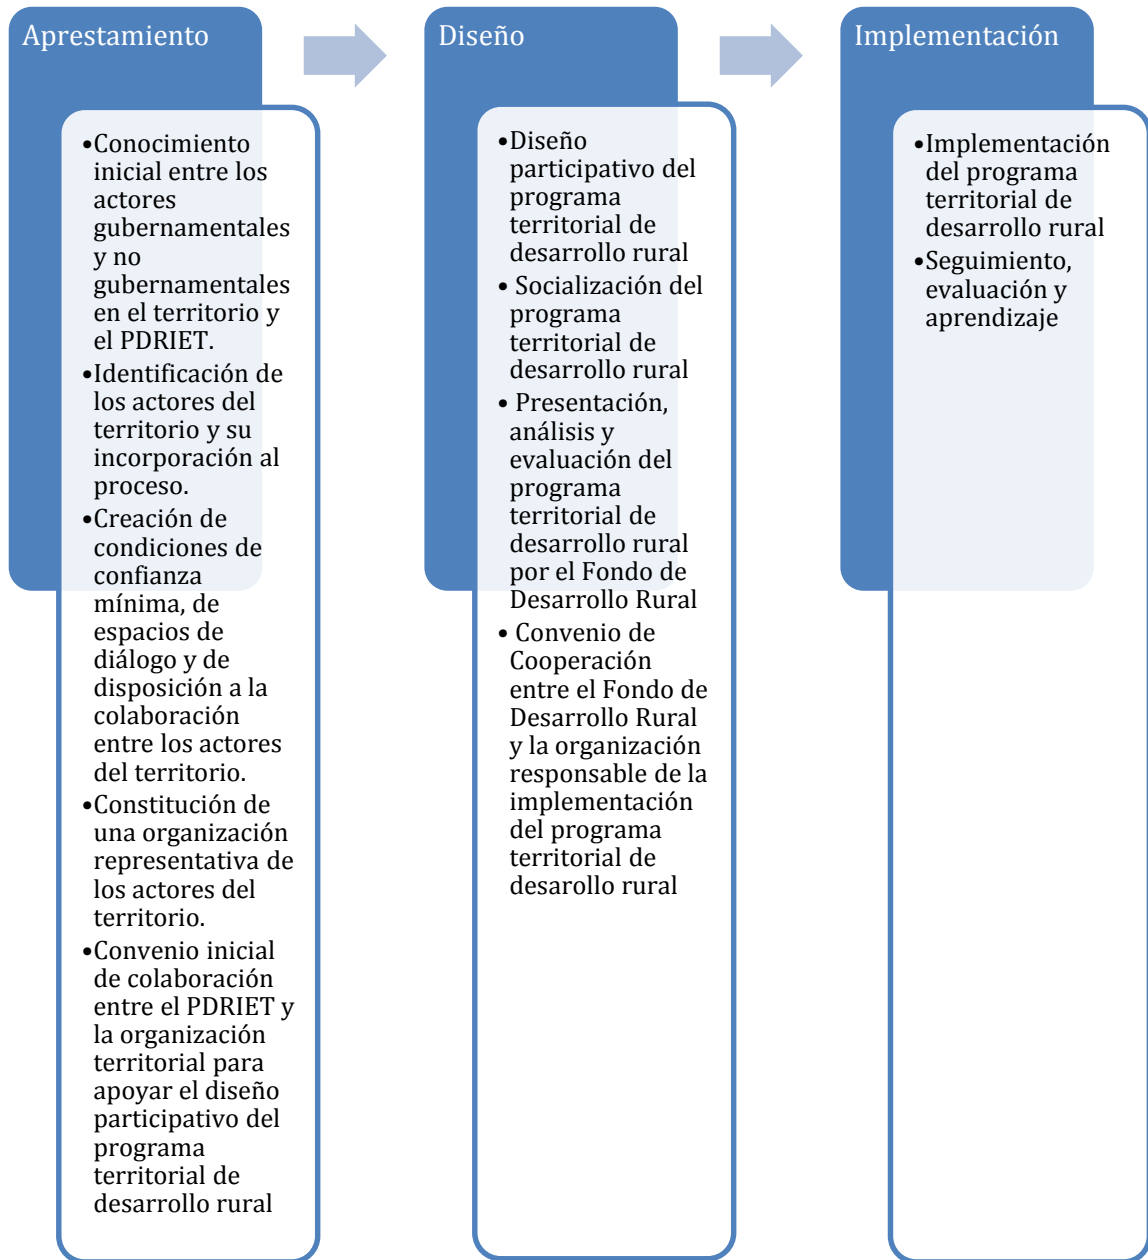 Aprestamiento
•Conocimiento
inicial entre los
actores
gubernamentales
y no
gubernamentales
en el territorio y
el PDRIET.
•Identificación de
los actores del
territorio y su
incorporación al
proceso.
•Creación de
condiciones de
confianza
mínima, de
espacios de
diálogo y de
disposición a la
colaboración
entre los actores
del territorio.
•Constitución de
una organización
representativa de
los actores del
territorio.
•Convenio inicial
de colaboración
entre el PDRIET y
la organización
territorial para
apoyar el diseño
participativo del
programa
territorial de
desarrollo rural
Diseño
•Diseño
participativo del
programa
territorial de
desarrollo rural
• Socialización del
programa
territorial de
desarrollo rural
• Presentación,
análisis y
evaluación del
programa
territorial de
desarrollo rural
por el Fondo de
Desarrollo Rural
• Convenio de
Cooperación
entre el Fondo de
Desarrollo Rural
y la organización
responsable de la
implementación
del programa
territorial de
desarollo rural
Implementación
•Implementación
del programa
territorial de
desarrollo rural
•Seguimiento,
evaluación y
aprendizaje